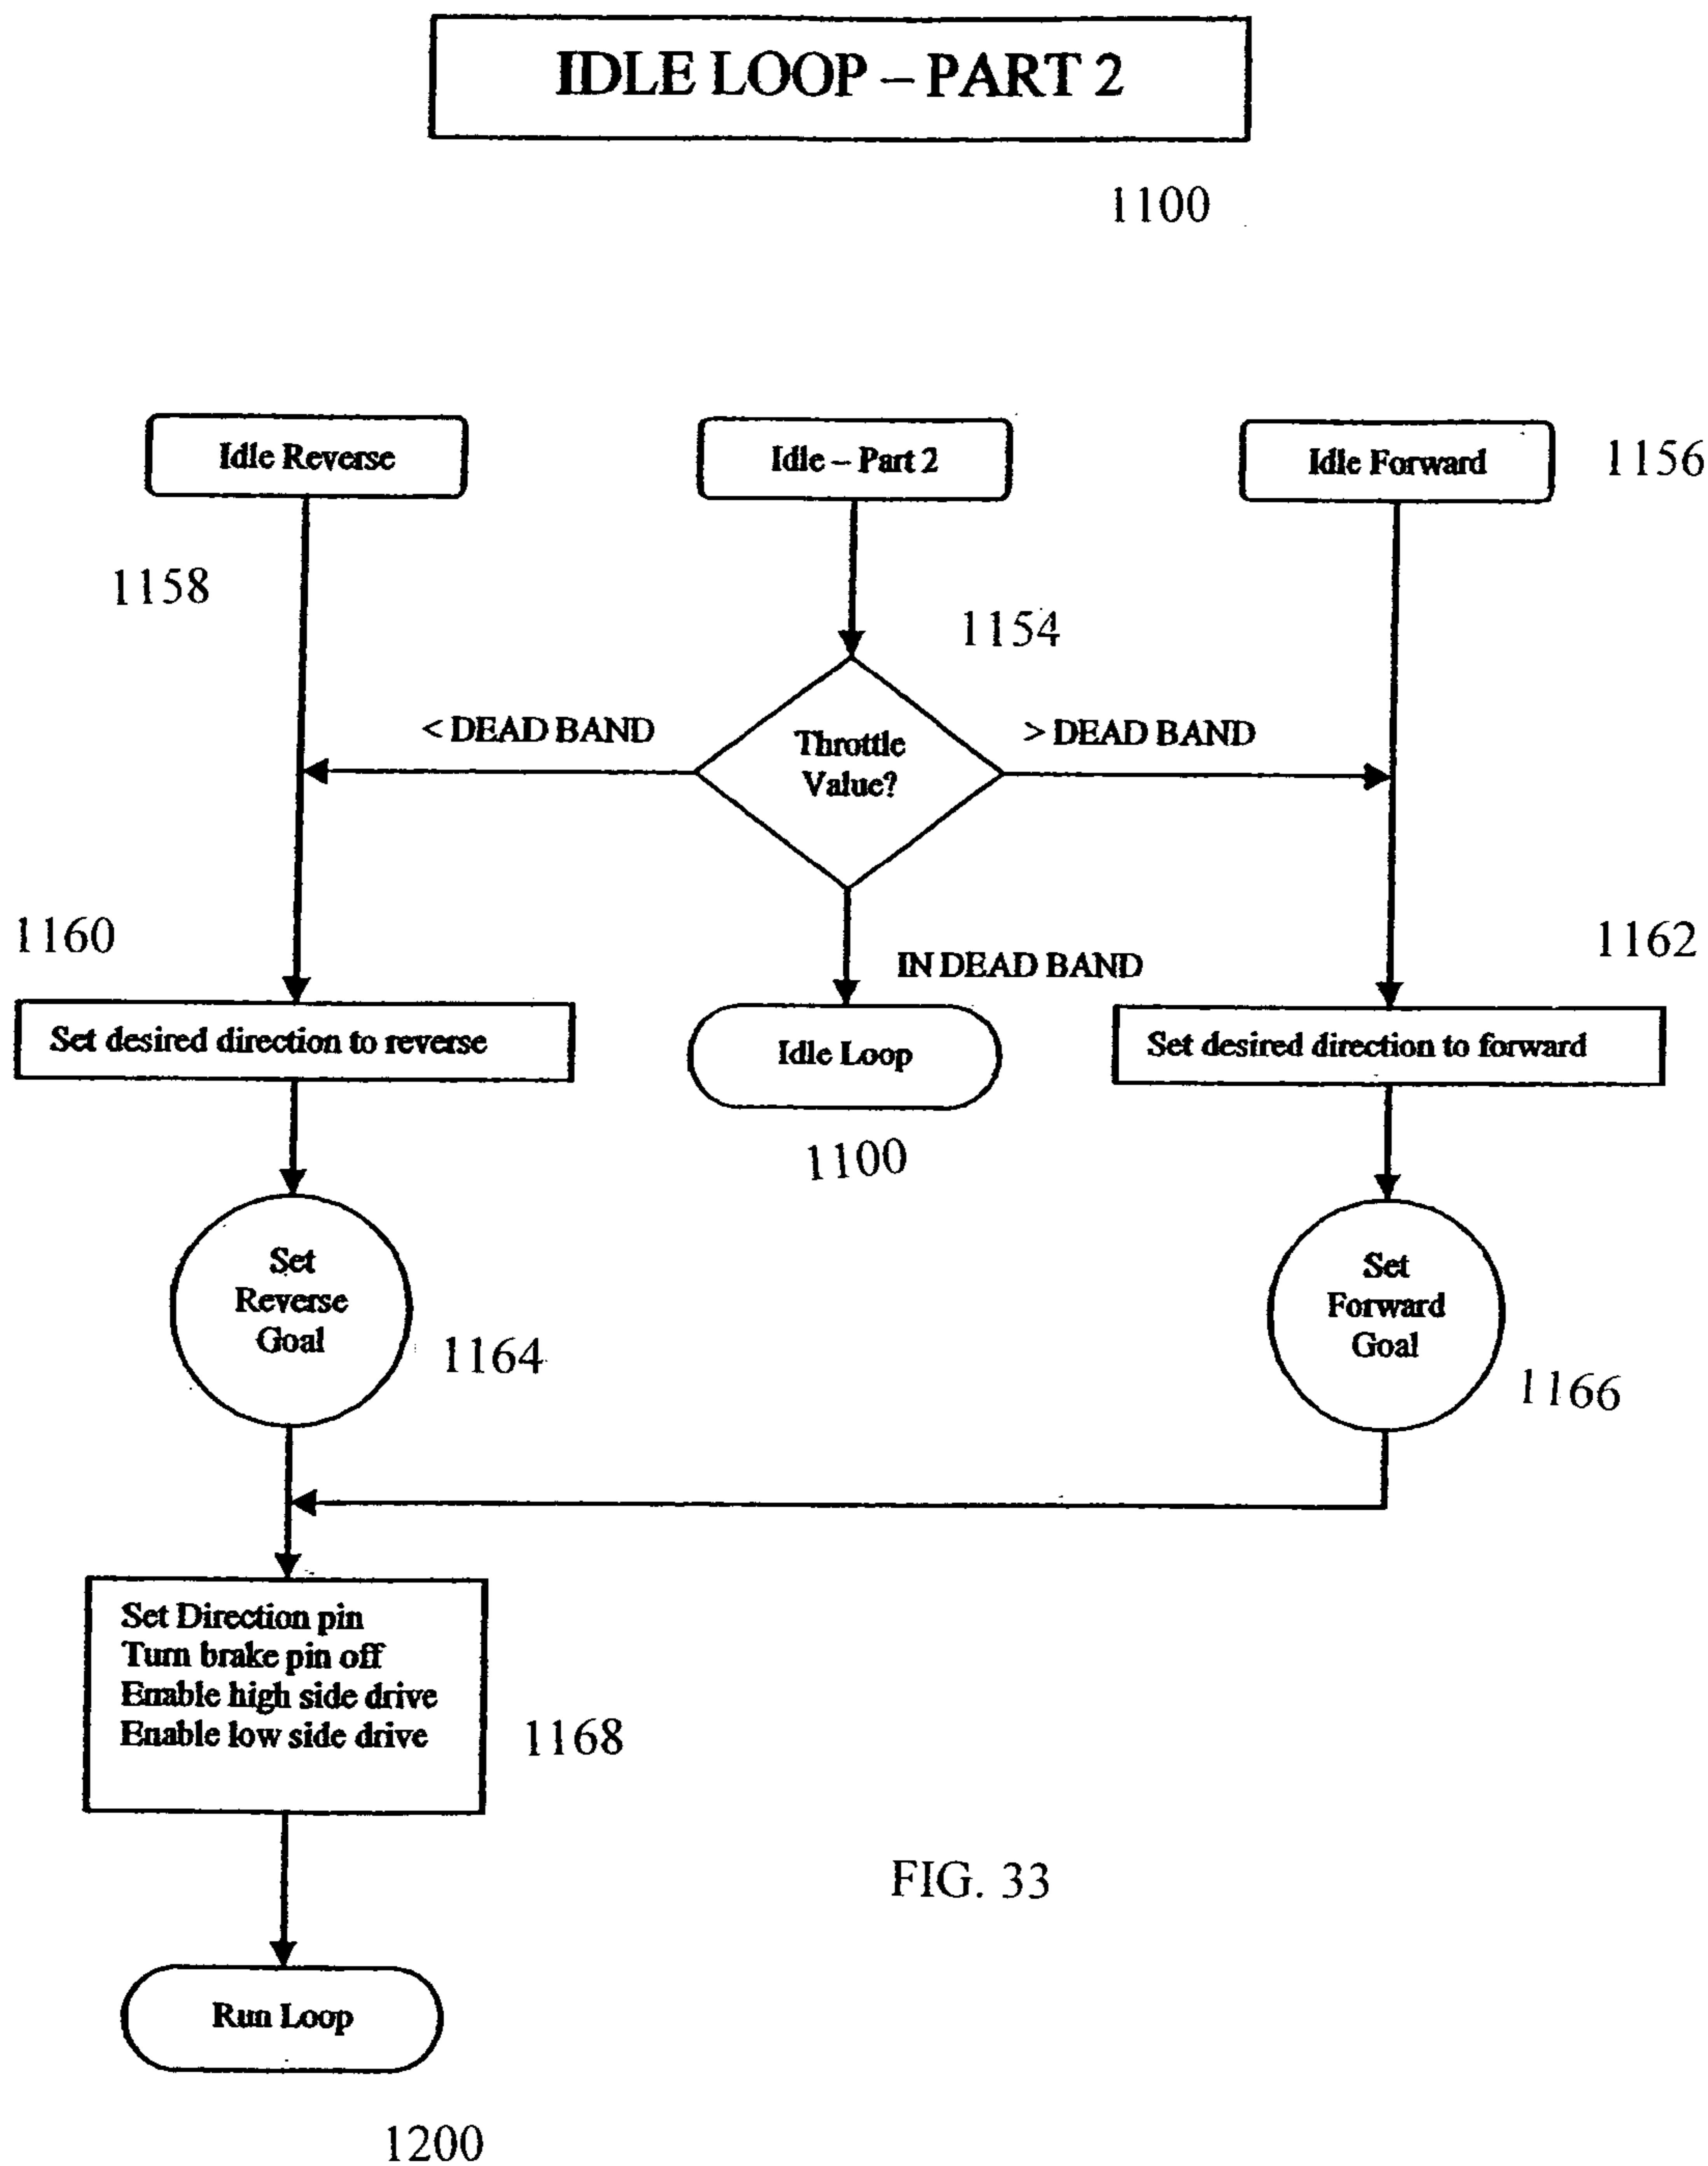 IDLE LOOP – PART 2
1100
Idle Reverse
Idle – Part 2
Idle Forward
1156
1158
1154
< DEAD BAND
Throttle
Value?
> DEAD BAND
1160
IN DEAD BAND
1162
Set desired direction to reverse
Idle Loop
Set desired direction to forward
1100
Set
Reverse
Goal
1164
Set
Forward
Goal
1166
Set Direction pin
Turn brake pin off
Enable high side drive
Enable low side drive
1168
FIG. 33
Run Loop
1200